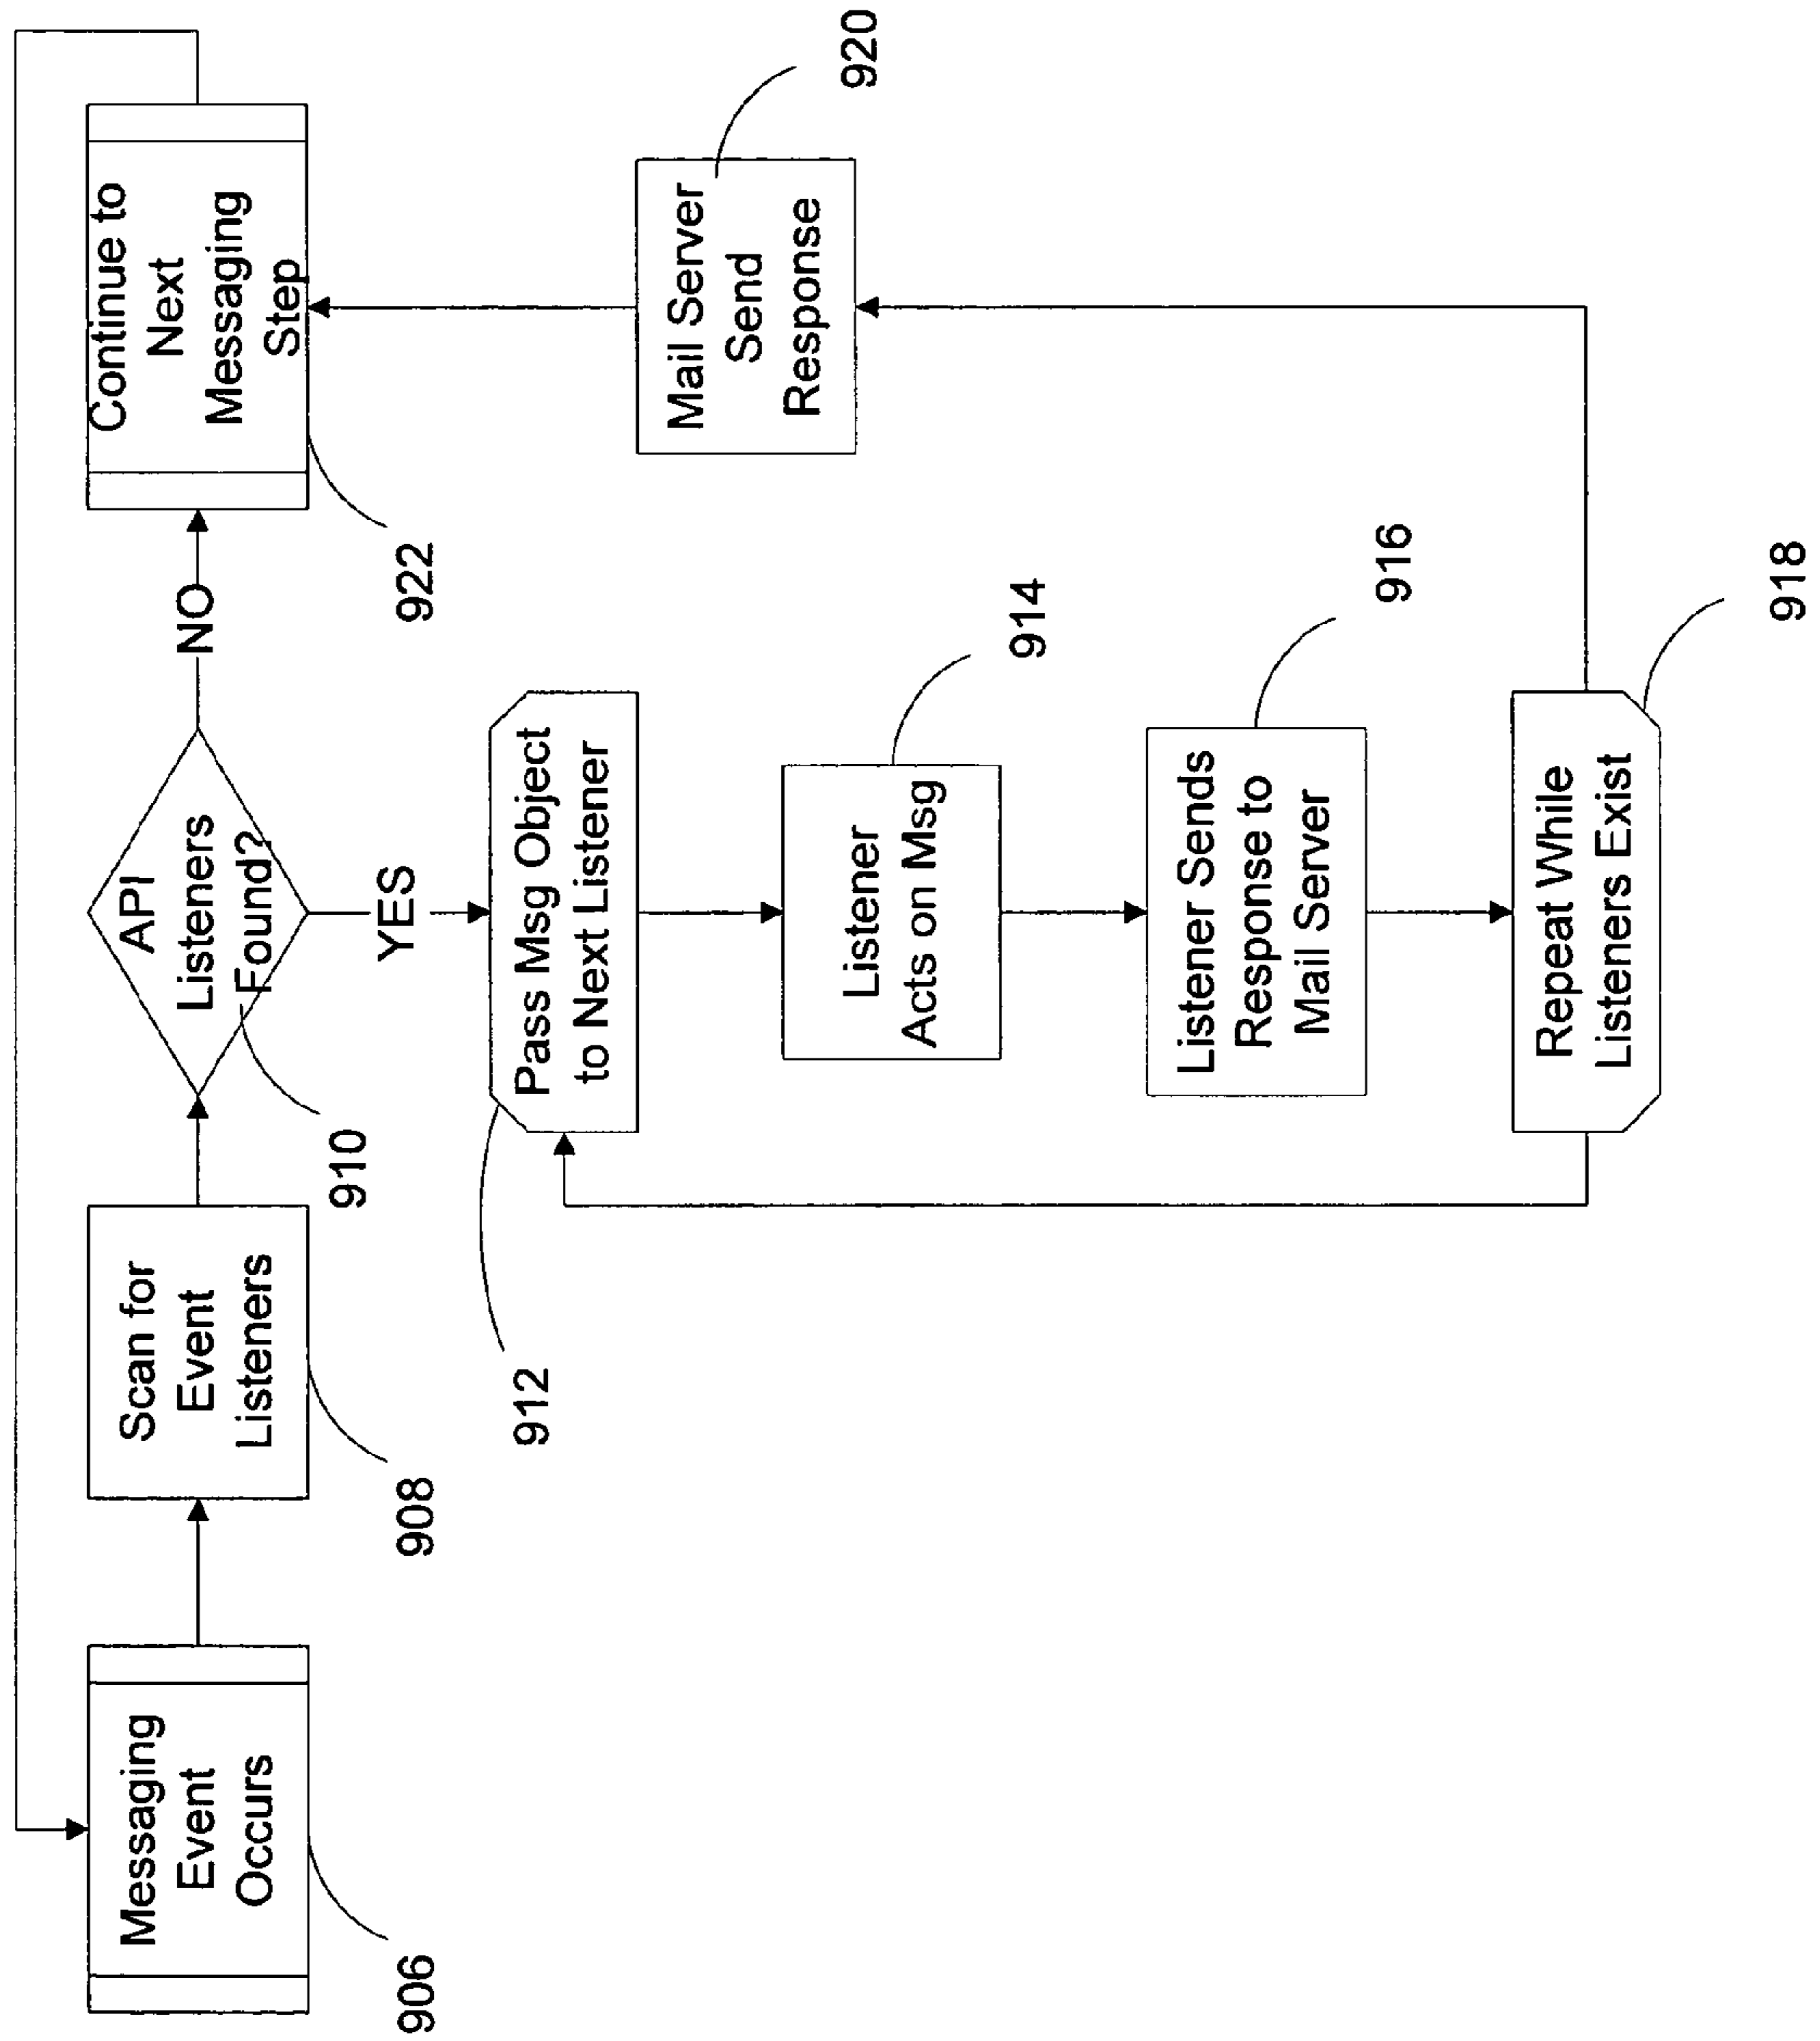 Messaging
Event
Occurs
906
Scan for
Event
Listeners
908
API
Listeners
Found?
910
NO
YES
Continue to
Next
Messaging
Step
922
Pass Msg Object
to Next Listener
912
Listener
Acts on Msg
914
Listener Sends
Response to
Mail Server
916
Repeat While
Listeners Exist
918
Mail Server
Send
Response
920